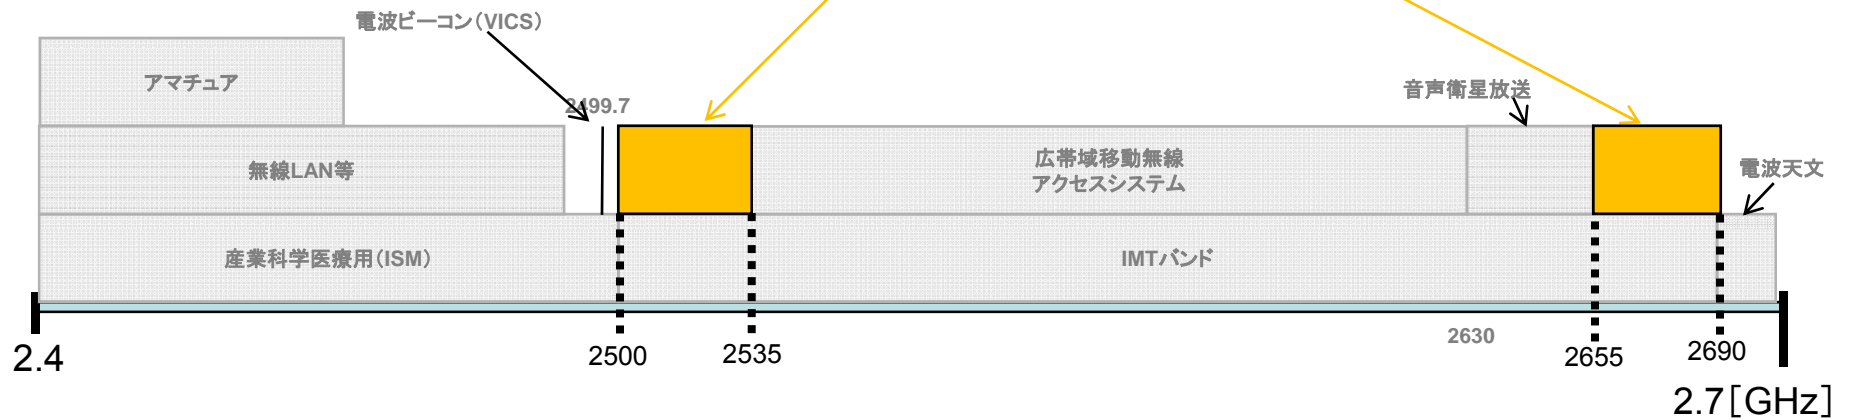 電波ビーコン（VICS）
アマチュア
2499.7
音声衛星放送
無線LAN等
広帯域移動無線
アクセスシステム
電波天文
産業科学医療用（ISM）
IMTバンド
2.4
2500
2535
2630
2655
2690
2.7［GHz］